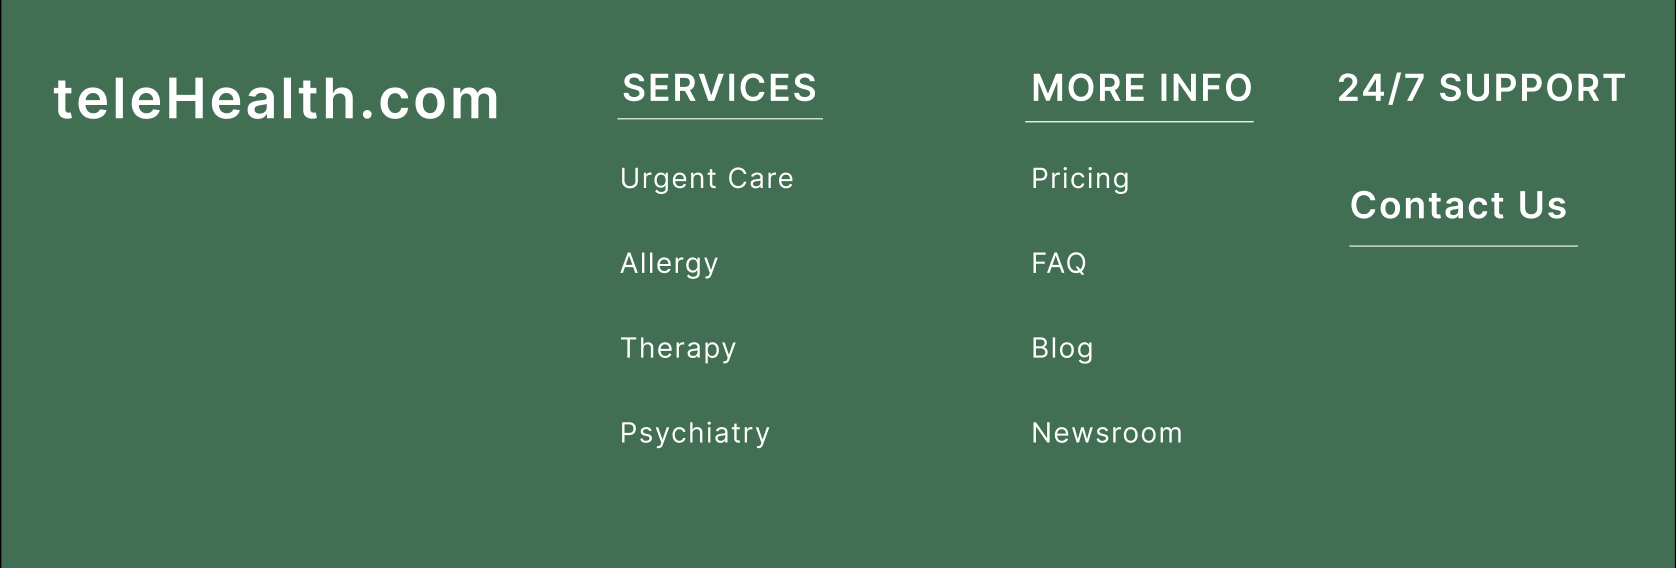 teleHealth.com
SERVICES
Urgent Care
Allergy
Therapy
Psychiatry
MORE INFO
Pricing
FAQ
Blog
Newsroom
24/7 SUPPORT
Contact Us